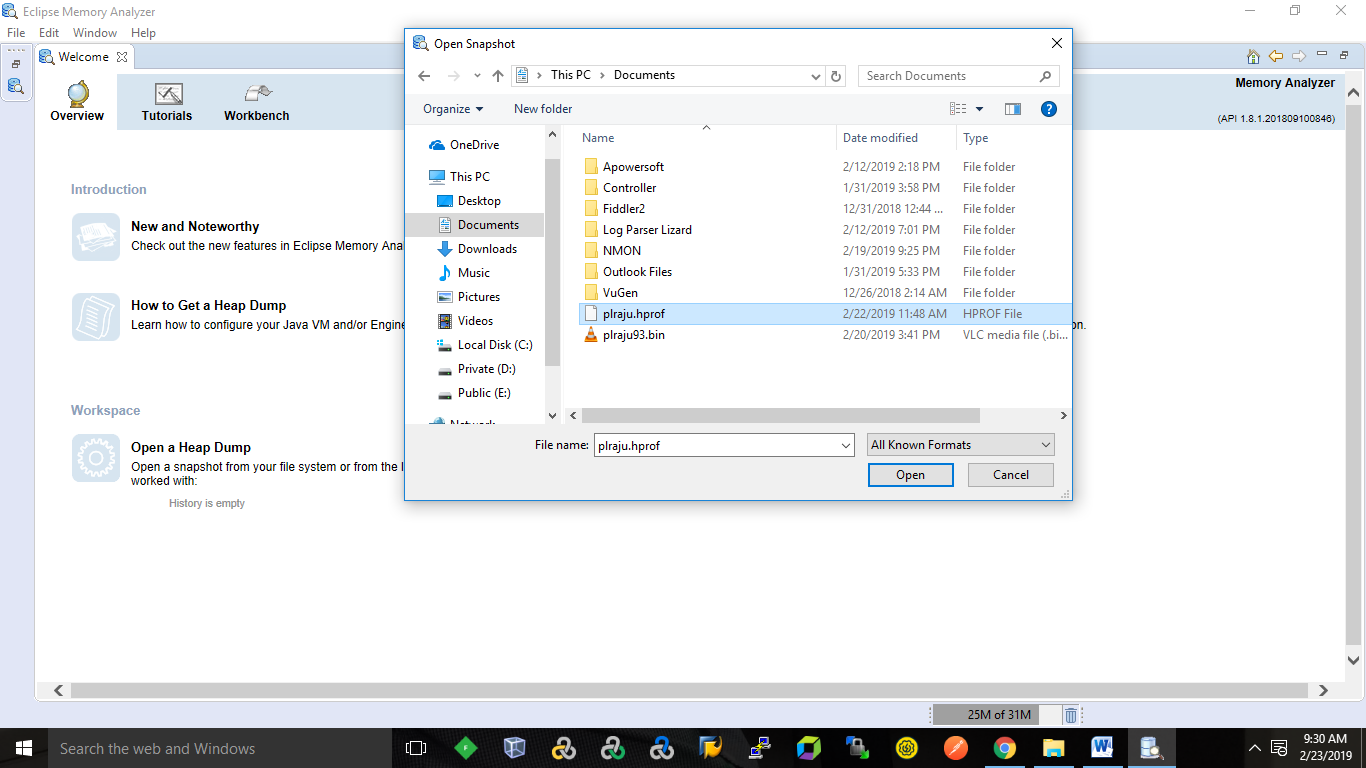 Eclipse Memory Analyzer
File Edit Window Help
Welcome
Overview
Tutorials
Workbench
Memory Analyzer
(API 1.8.1.201809100846)
Introduction
New and Noteworthy
Check out the new features in Eclipse Memory Ana
How to Get a Heap Dump
Learn how to configure your Java VM and/or Engine
on.
Workspace
Open a Heap Dump
Open a snapshot from your file system or from the l
worked with:
History is empty
Open Snapshot
This PC Documents
Search Documents
Organize New folder
OneDrive
This PC
Desktop
Documents
Downloads
Music
Pictures
Videos
Local Disk (C:)
Private (D:)
Public (E:)
Network
Name Date modified Type
Apowersoft 2/12/2019 2:18 PM File folder
Controller 1/31/2019 3:58 PM File folder
Fiddler2 12/31/2018 12:44 ... File folder
Log Parser Lizard 2/12/2019 7:01 PM File folder
NMON 2/19/2019 9:25 PM File folder
Outlook Files 1/31/2019 5:33 PM File folder
VuGen 12/26/2018 2:14 AM File folder
plraju.hprof 2/22/2019 11:48 AM HPROF File
plraju93.bin 2/20/2019 3:41 PM VLC media file (.bi...
File name: plraju.hprof All Known Formats
Open Cancel
25M of 31M
Search the web and Windows
9:30 AM
2/23/2019